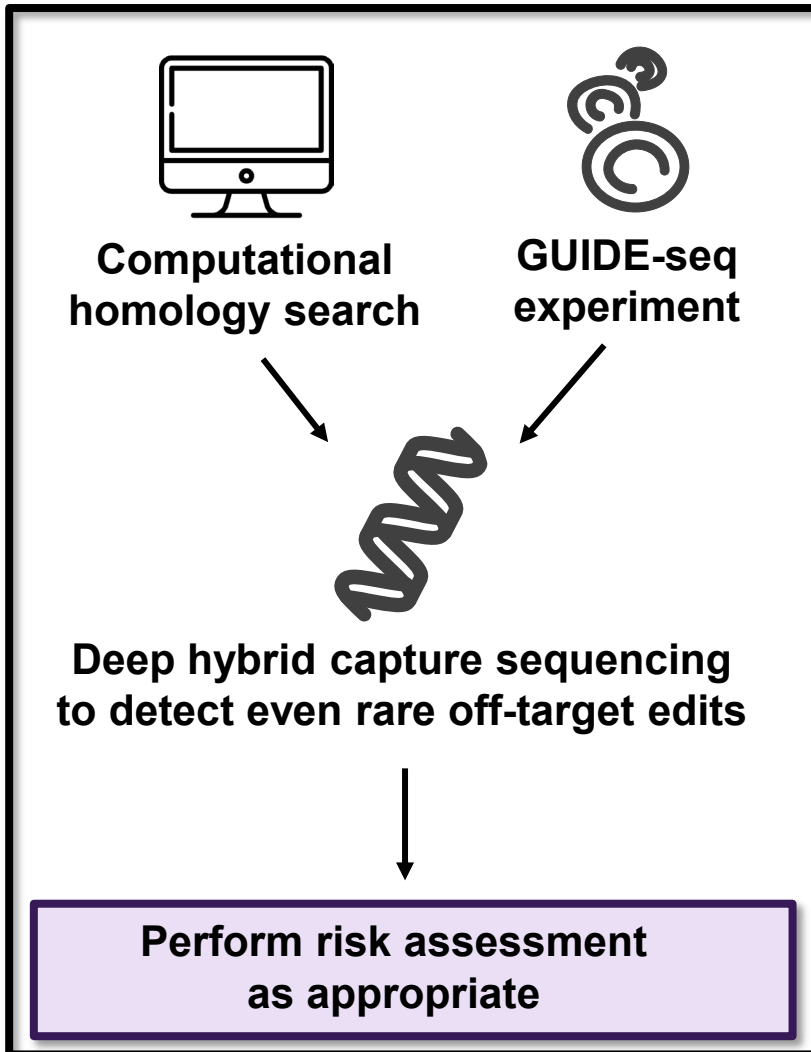 Computational
homology search
GUIDE-seq
experiment
Deep hybrid capture sequencing
to detect even rare off-target edits
Perform risk assessment
as appropriate